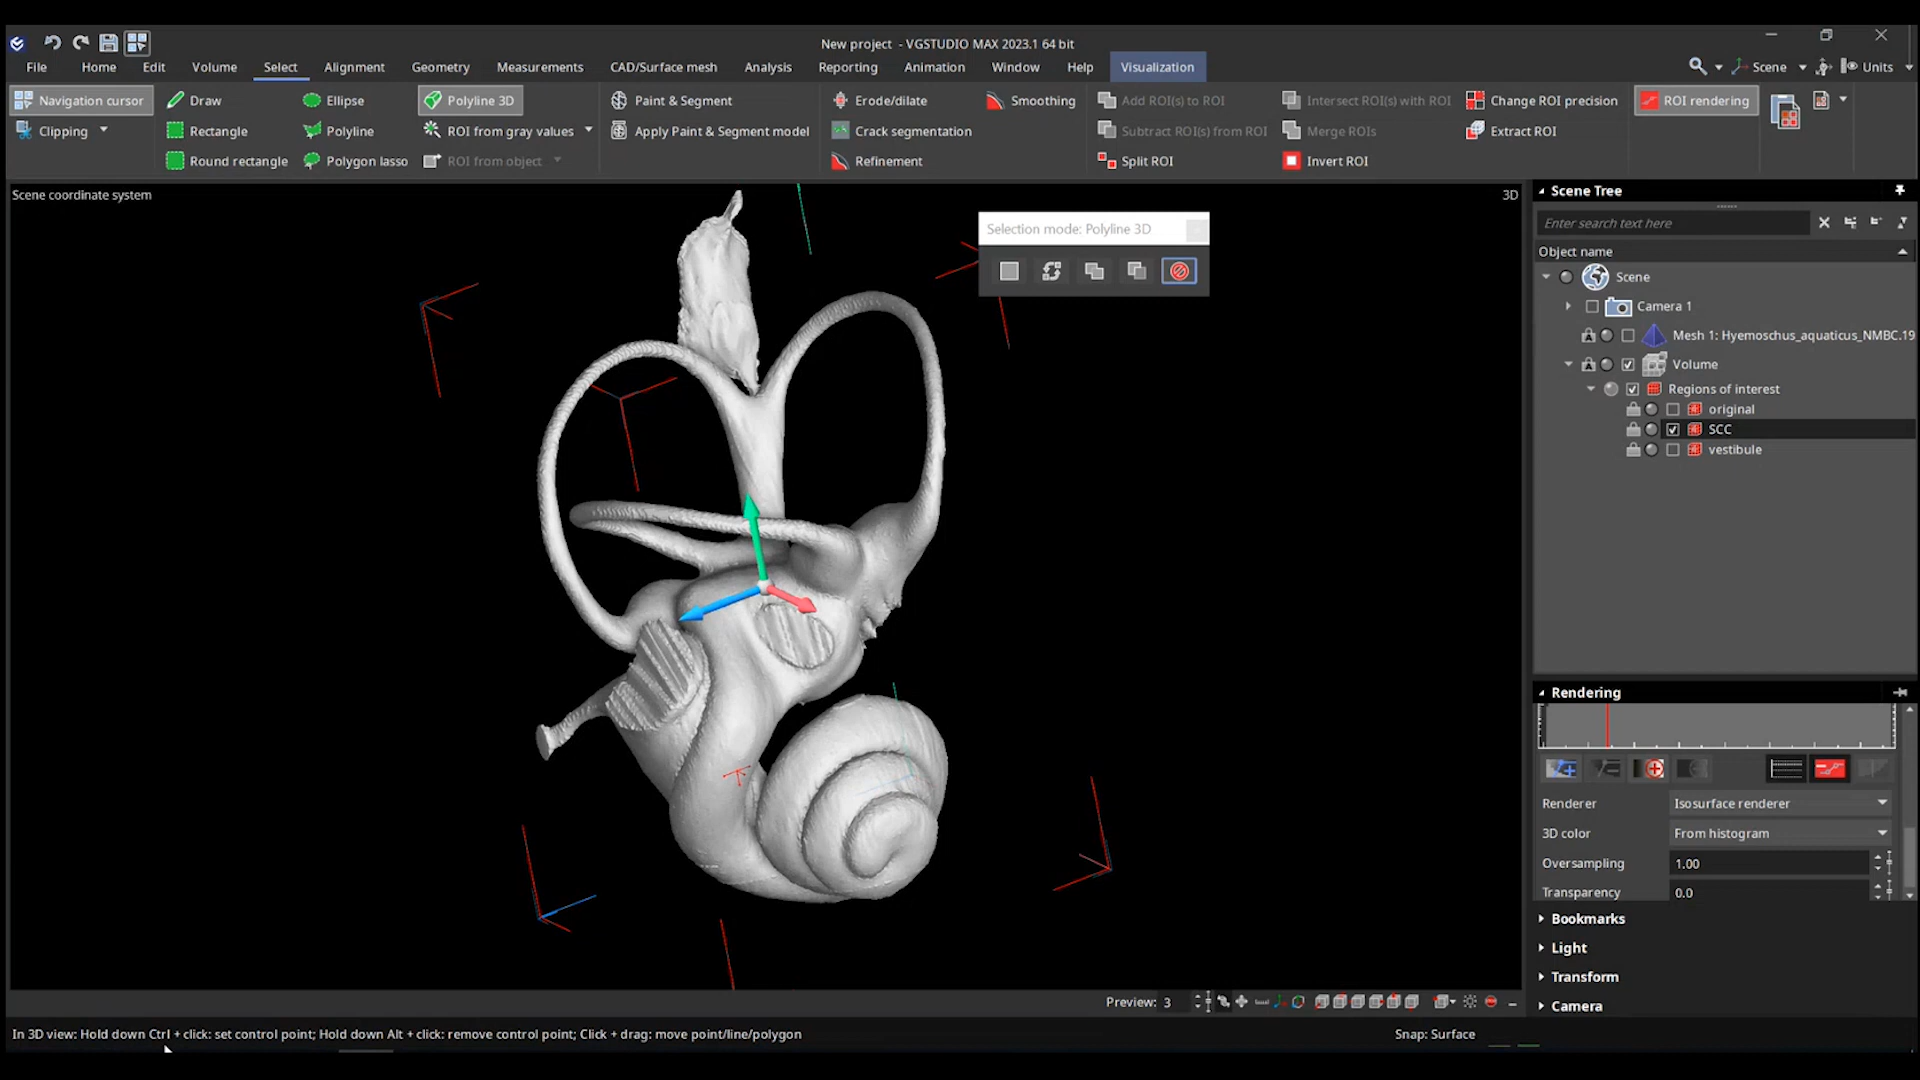 New project - VGSTUDIO MAX 2023.1 64 bit
File Home Edit Volume Select Alignment Geometry Measurements CAD/Surface mesh Analysis Reporting Animation Window Help Visualization Scene Units
Navigation cursor Draw Ellipse Polyline 3D Paint & Segment Erode/dilate Smoothing Add ROI(s) to ROI Intersect ROI(s) with ROI Change ROI precision ROI rendering
Clipping Rectangle Polyline ROI from gray values Apply Paint & Segment model Crack segmentation Subtract ROI(s) from ROI Merge ROIs Extract ROI
Round rectangle Polygon lasso ROI from object Refinement Split ROI Invert ROI
Scene coordinate system
3D
Selection mode: Polyline 3D
Scene Tree
Enter search text here
Object name
Scene
Camera 1
Mesh 1: Hyemoschus_aquaticus_NMBC.19
Volume
Regions of interest
original
SCC
vestibule
Rendering
Renderer Isosurface renderer
3D color From histogram
Oversampling 1.00
Transparency 0.0
Bookmarks
Light
Transform
Camera
Preview: 3
In 3D view: Hold down Ctrl + click: set control point; Hold down Alt + click: remove control point; Click + drag: move point/line/polygon
Snap: Surface